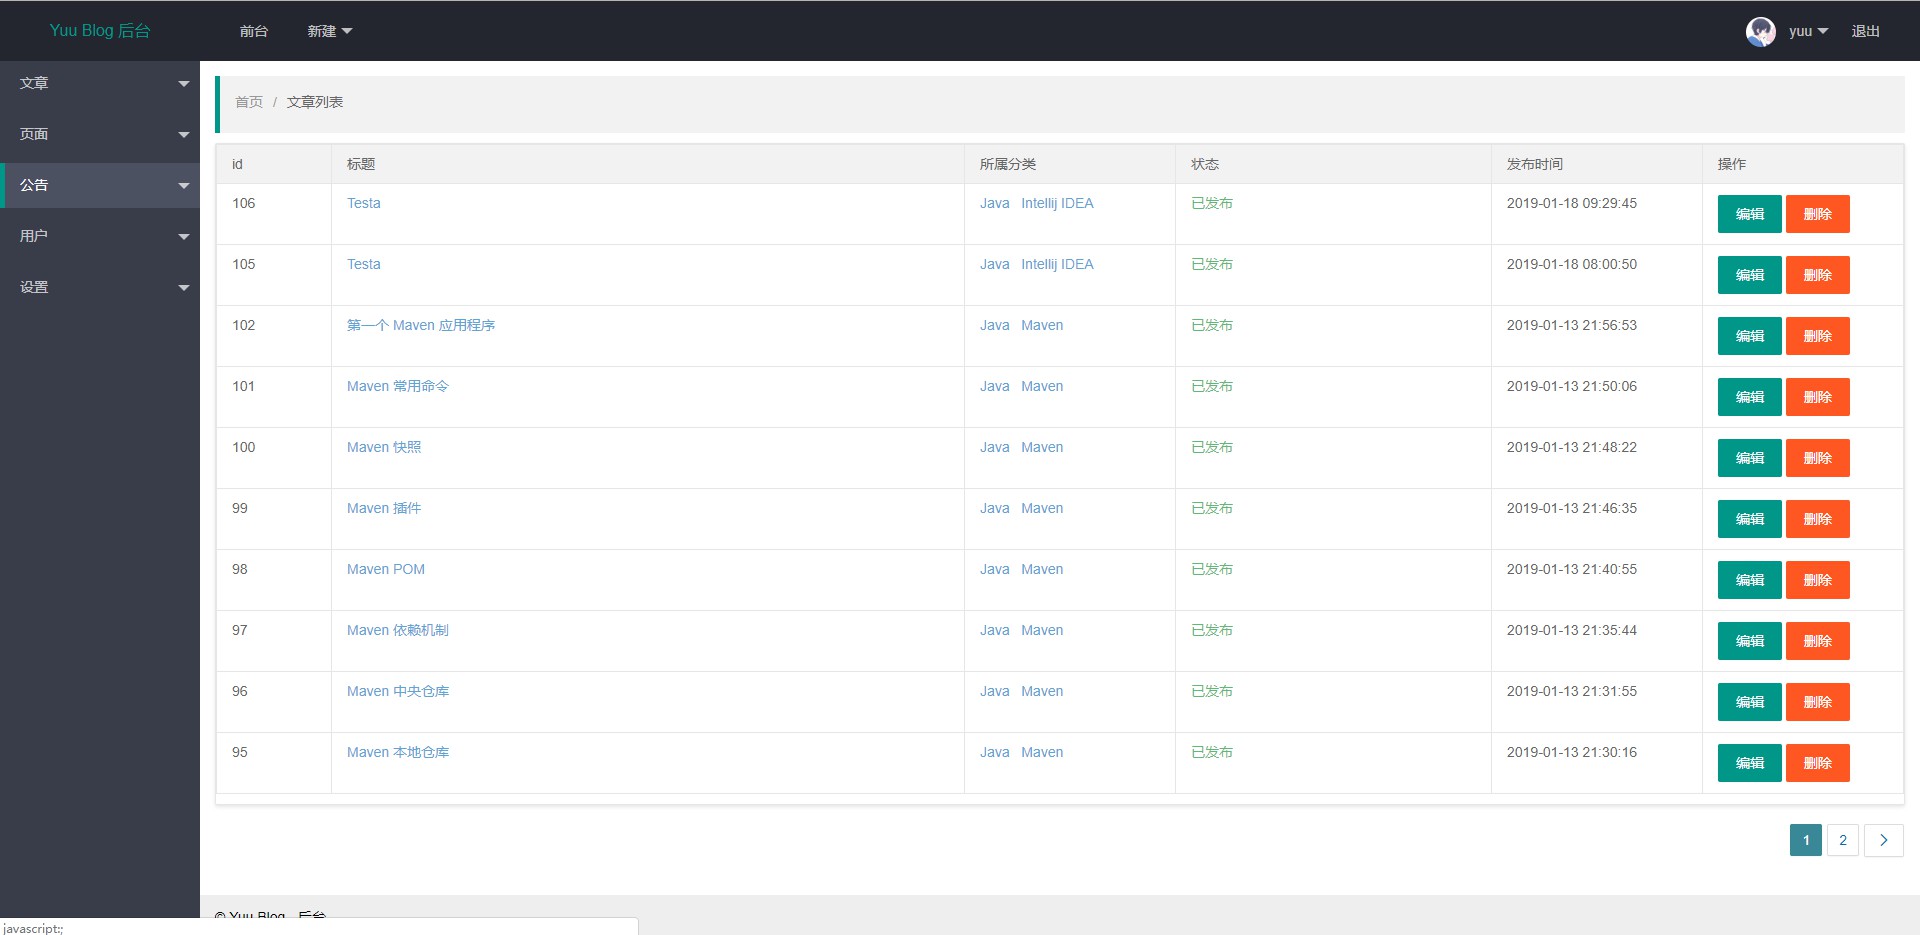 Yuu Blog 后台 前台 新建 yuu 退出
文章
页面
公告
用户
设置
首页 / 文章列表
id 标题 所属分类 状态 发布时间 操作
106 Testa Java Intellij IDEA 已发布 2019-01-18 09:29:45 编辑 删除
105 Testa Java Intellij IDEA 已发布 2019-01-18 08:00:50 编辑 删除
102 第一个 Maven 应用程序 Java Maven 已发布 2019-01-13 21:56:53 编辑 删除
101 Maven 常用命令 Java Maven 已发布 2019-01-13 21:50:06 编辑 删除
100 Maven 快照 Java Maven 已发布 2019-01-13 21:48:22 编辑 删除
99 Maven 插件 Java Maven 已发布 2019-01-13 21:46:35 编辑 删除
98 Maven POM Java Maven 已发布 2019-01-13 21:40:55 编辑 删除
97 Maven 依赖机制 Java Maven 已发布 2019-01-13 21:35:44 编辑 删除
96 Maven 中央仓库 Java Maven 已发布 2019-01-13 21:31:55 编辑 删除
95 Maven 本地仓库 Java Maven 已发布 2019-01-13 21:30:16 编辑 删除
1 2 >
© Yuu Blog - 后台
javascript:;